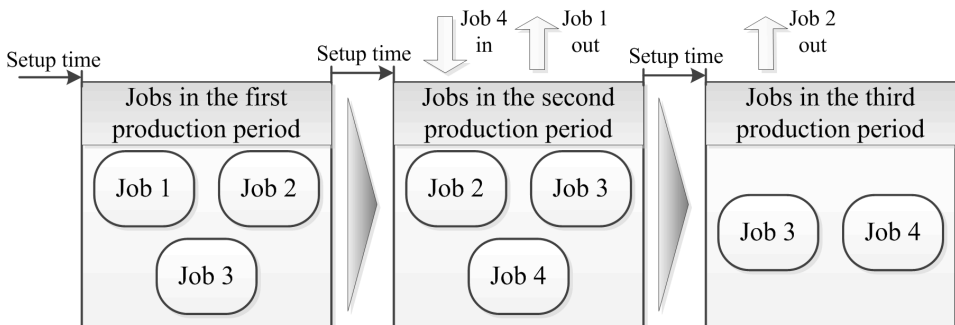 Job 4
in
Job 1
out
Job 2
out
Setup time
Setup time
Setup time
Jobs in the first
production period
Jobs in the second
production period
Jobs in the third
production period
Job 1
Job 2
Job 3
Job 2
Job 3
Job 4
Job 3
Job 4